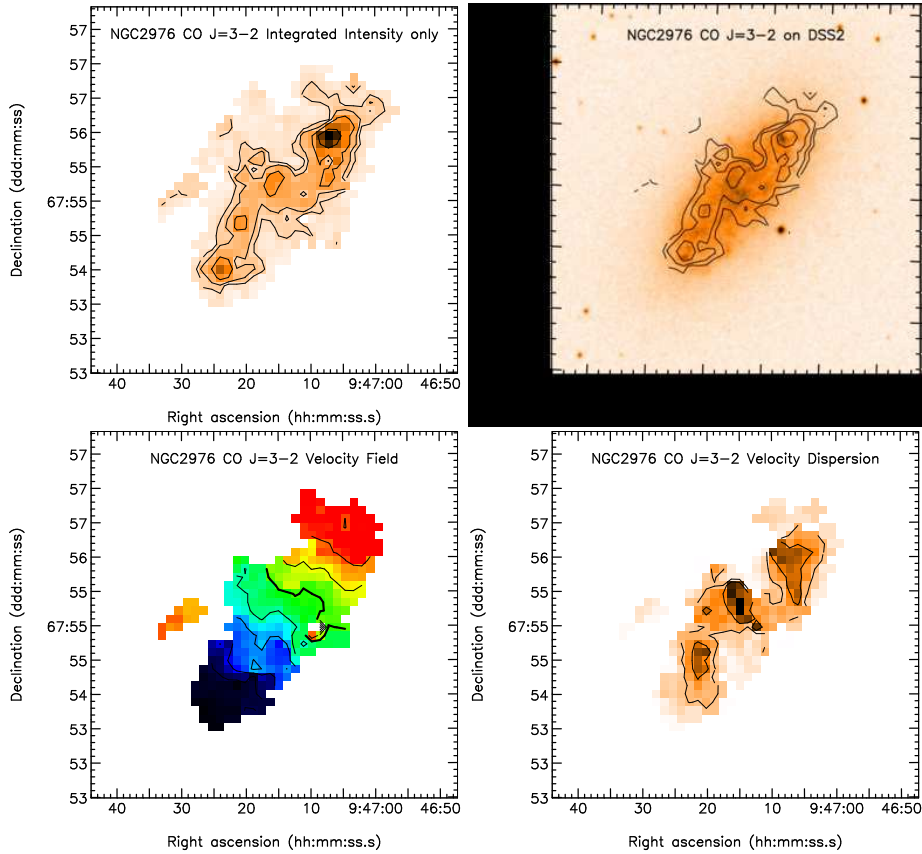 NGC2976 CO J=3-2 Integrated Intensity only
57
57
56
55
67:55
55
54
53
53
Declination (ddd:mm:ss)
40 30 20 10 9:47:00 46:50
Right ascension (hh:mm:ss.s)
NGC2976 CO J=3-2 on DSS2
NGC2976 CO J=3-2 Velocity Field
57
57
56
55
67:55
55
54
53
53
Declination (ddd:mm:ss)
40 30 20 10 9:47:00 46:50
Right ascension (hh:mm:ss.s)
NGC2976 CO J=3-2 Velocity Dispersion
57
57
56
55
67:55
55
54
53
53
Declination (ddd:mm:ss)
40 30 20 10 9:47:00 46:50
Right ascension (hh:mm:ss.s)